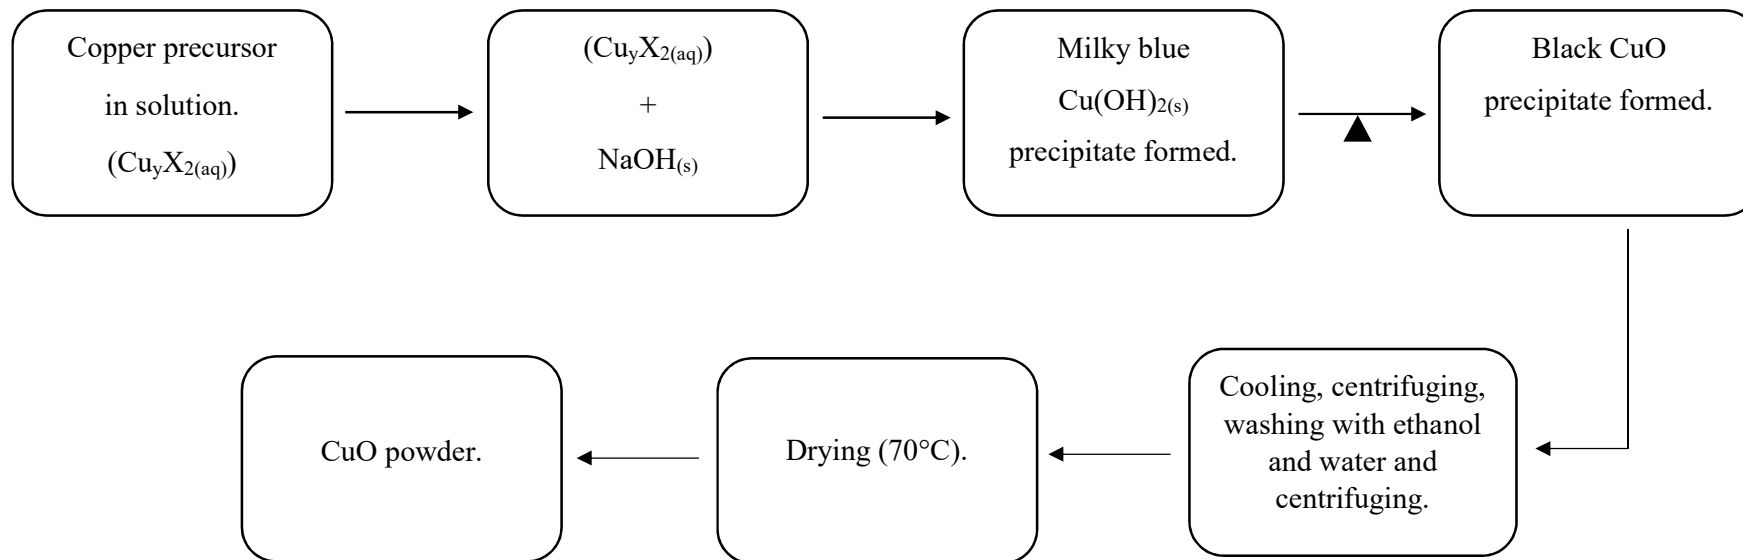 Copper precursor
in solution.
(CuyX2(aq))
(CuyX2(aq))
+
NaOH(s)
Milky blue
Cu(OH)2(s)
precipitate formed.
Black CuO
precipitate formed.
Cooling, centrifuging,
washing with ethanol
and water and
centrifuging.
Drying (70°C).
CuO powder.